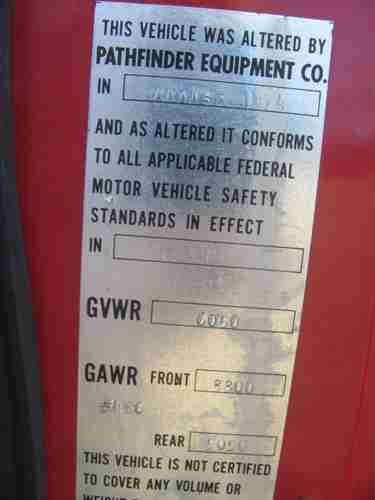 THIS VEHICLE WAS ALTERED BY
PATHFINDER EQUIPMENT CO.
IN
AND AS ALTERED IT CONFORMS
TO ALL APPLICABLE FEDERAL
MOTOR VEHICLE SAFETY
STANDARDS IN EFFECT
IN
GVWR 6050
GAWR FRONT
REAR
THIS VEHICLE IS NOT CERTIFIED
TO COVER ANY VOLUME OR